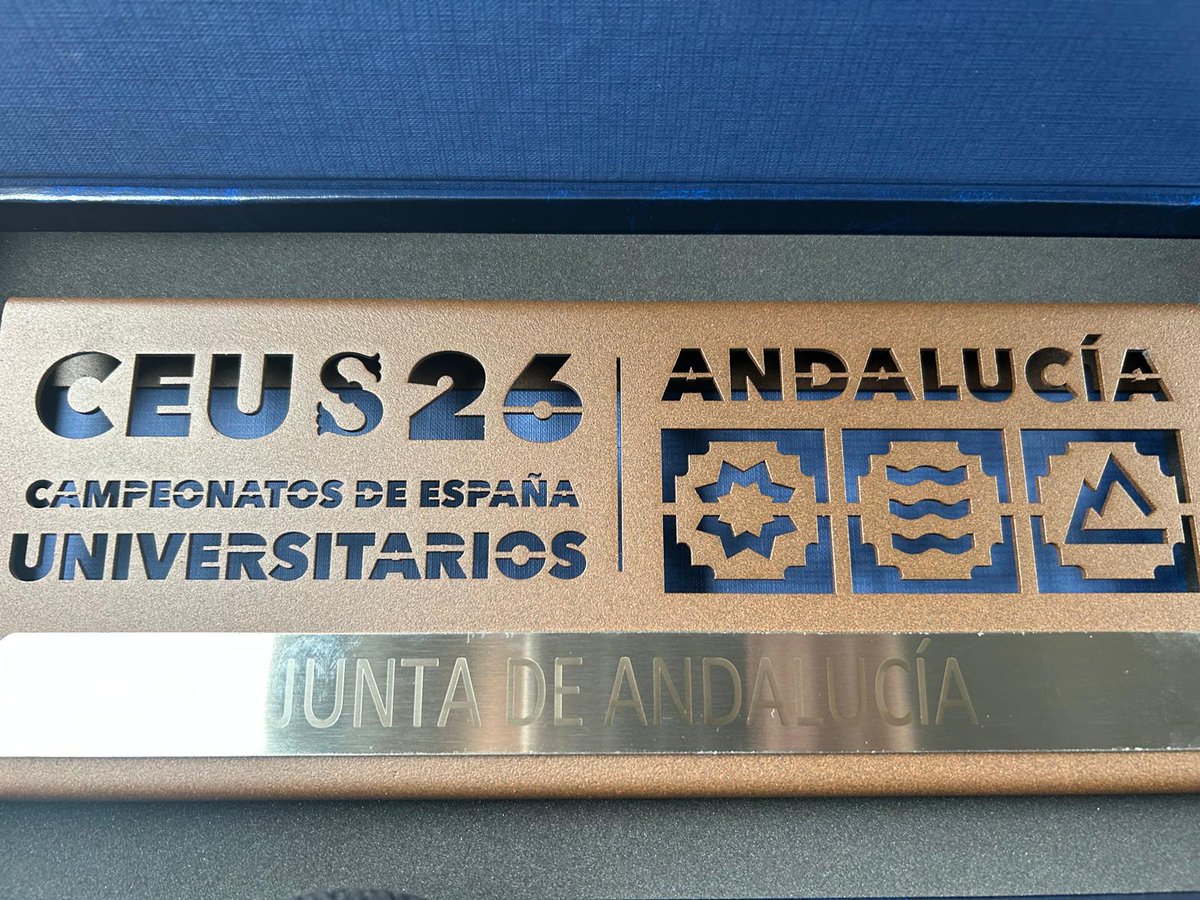 CEUS26
CAMPEONATOS DE ESPAÑA
UNIVERSITARIOS
ANDALUCÍA
JUNTA DE ANDALUCÍA